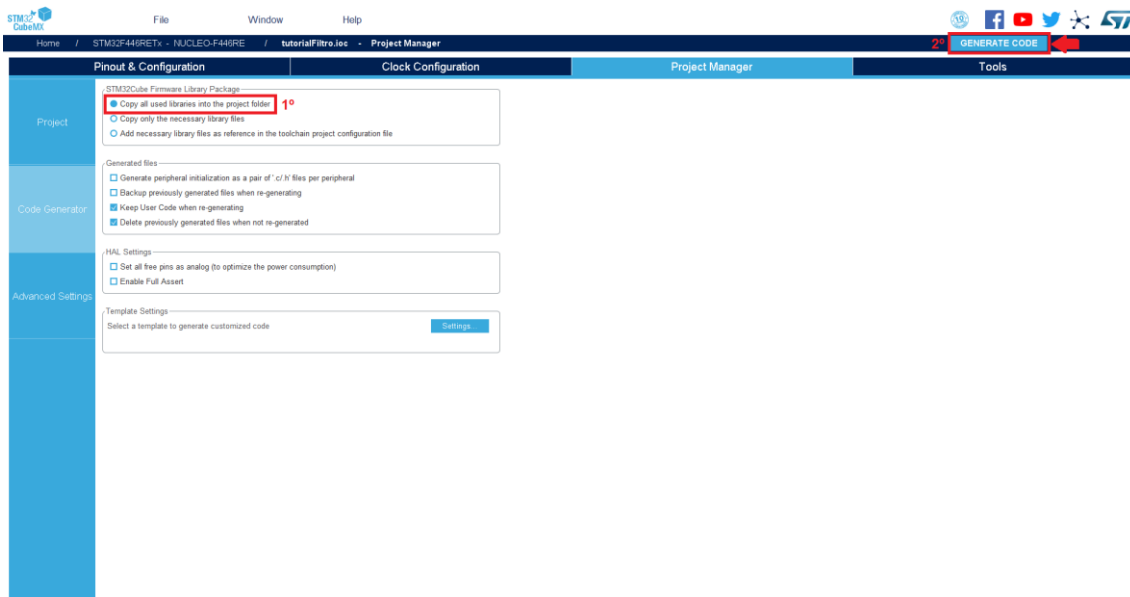 STM32
CubeMX
File
Window
Help
10
ST
Home / STM32F446RETx - NUCLEO-F446RE / tutorialFiltro.ioc - Project Manager
2º
GENERATE CODE
Pinout & Configuration
Clock Configuration
Project Manager
Tools
Project
Code Generator
Advanced Settings
STM32Cube Firmware Library Package
Copy all used libraries into the project folder
1º
Copy only the necessary library files
Add necessary library files as reference in the toolchain project configuration file
Generated files
Generate peripheral initialization as a pair of '.c/.h' files per peripheral
Backup previously generated files when re-generating
Keep User Code when re-generating
Delete previously generated files when not re-generated
HAL Settings
Set all free pins as analog (to optimize the power consumption)
Enable Full Assert
Template Settings
Select a template to generate customized code
Settings...